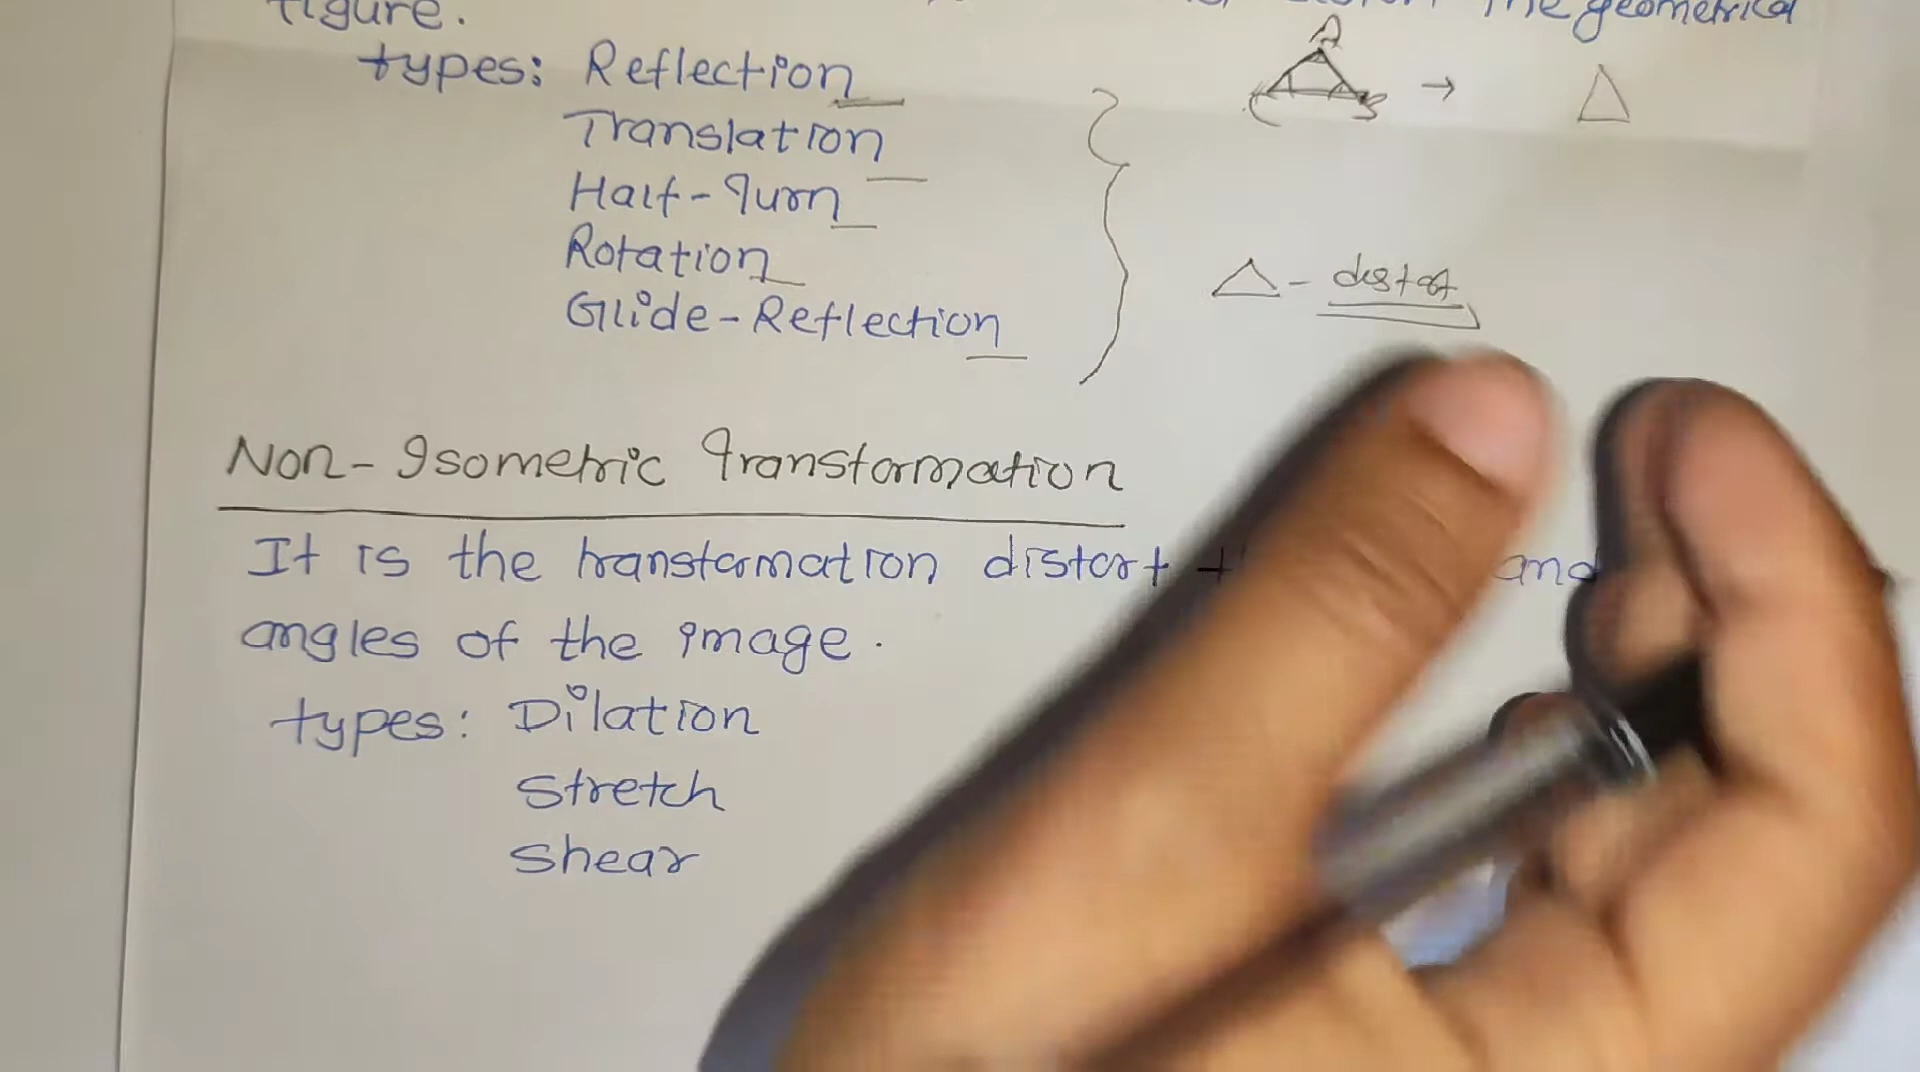 The geometrical
figure.
types: Reflection
Translation
Half-Turn
Rotation
Glide-Reflection
A
C
B
→
Δ - distort
Non-Isometric Transformation
It is the transformation distort and
angles of the image.
types: Dilation
Stretch
Shear